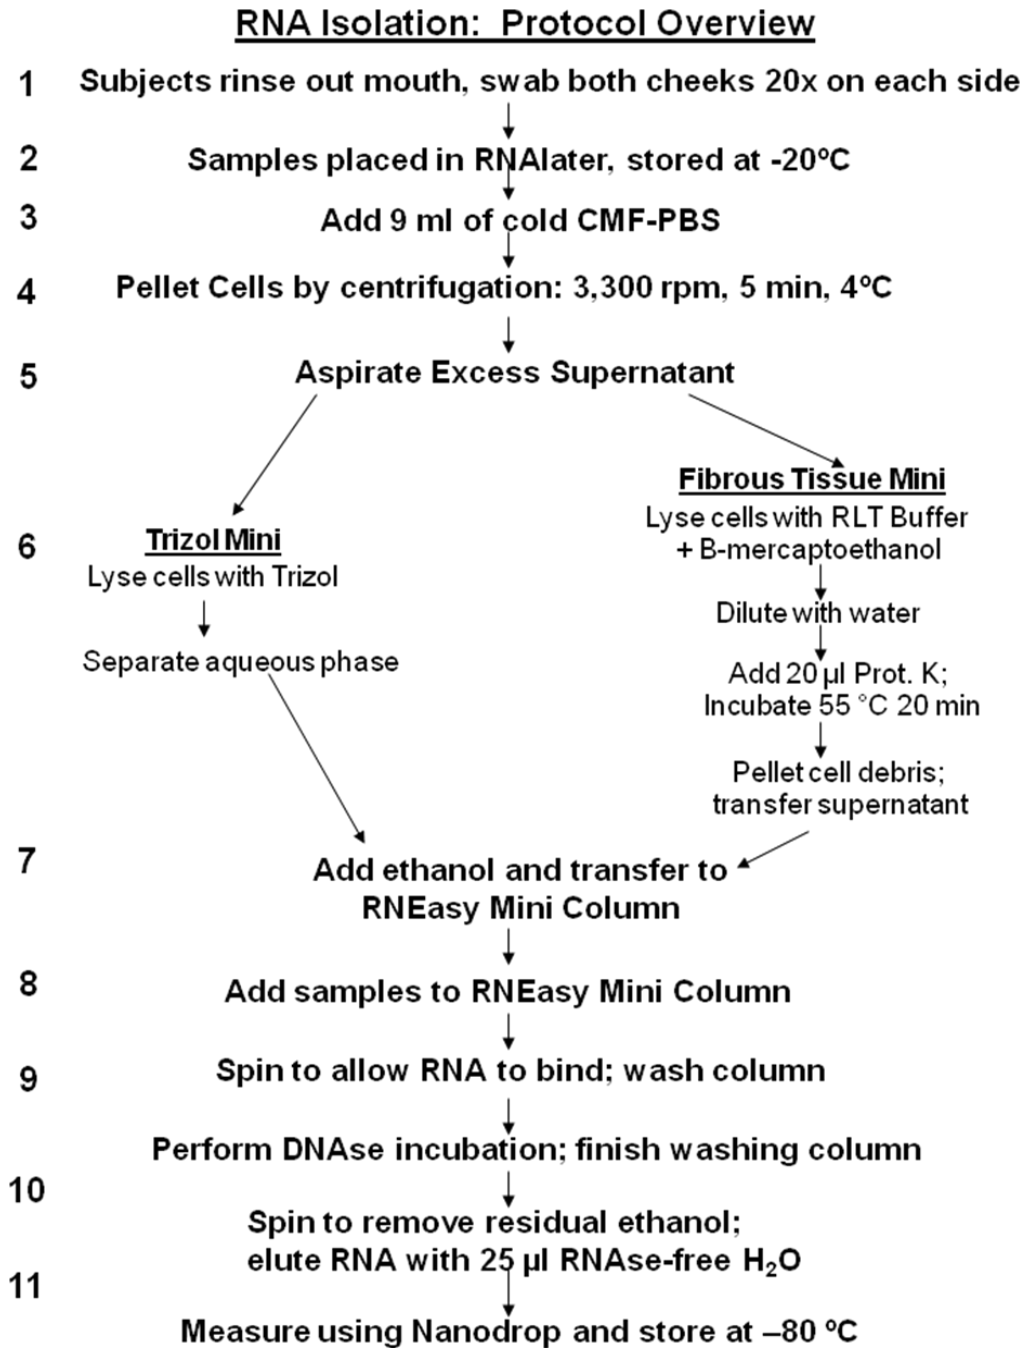 RNA Isolation:  Protocol Overview
1 Subjects rinse out mouth, swab both cheeks 20x on each side
2 Samples placed in RNAlater, stored at -20ºC
3 Add 9 ml of cold CMF-PBS
4 Pellet Cells by centrifugation: 3,300 rpm, 5 min, 4ºC
5 Aspirate Excess Supernatant
6
Trizol Mini
Lyse cells with Trizol
Separate aqueous phase
Fibrous Tissue Mini
Lyse cells with RLT Buffer
+ B-mercaptoethanol
Dilute with water
Add 20 µl Prot. K;
Incubate 55 °C 20 min
Pellet cell debris;
transfer supernatant
7 Add ethanol and transfer to
RNEasy Mini Column
8 Add samples to RNEasy Mini Column
9 Spin to allow RNA to bind; wash column
Perform DNAse incubation; finish washing column
10
Spin to remove residual ethanol;
elute RNA with 25 µl RNAse-free H₂O
11
Measure using Nanodrop and store at –80 ºC